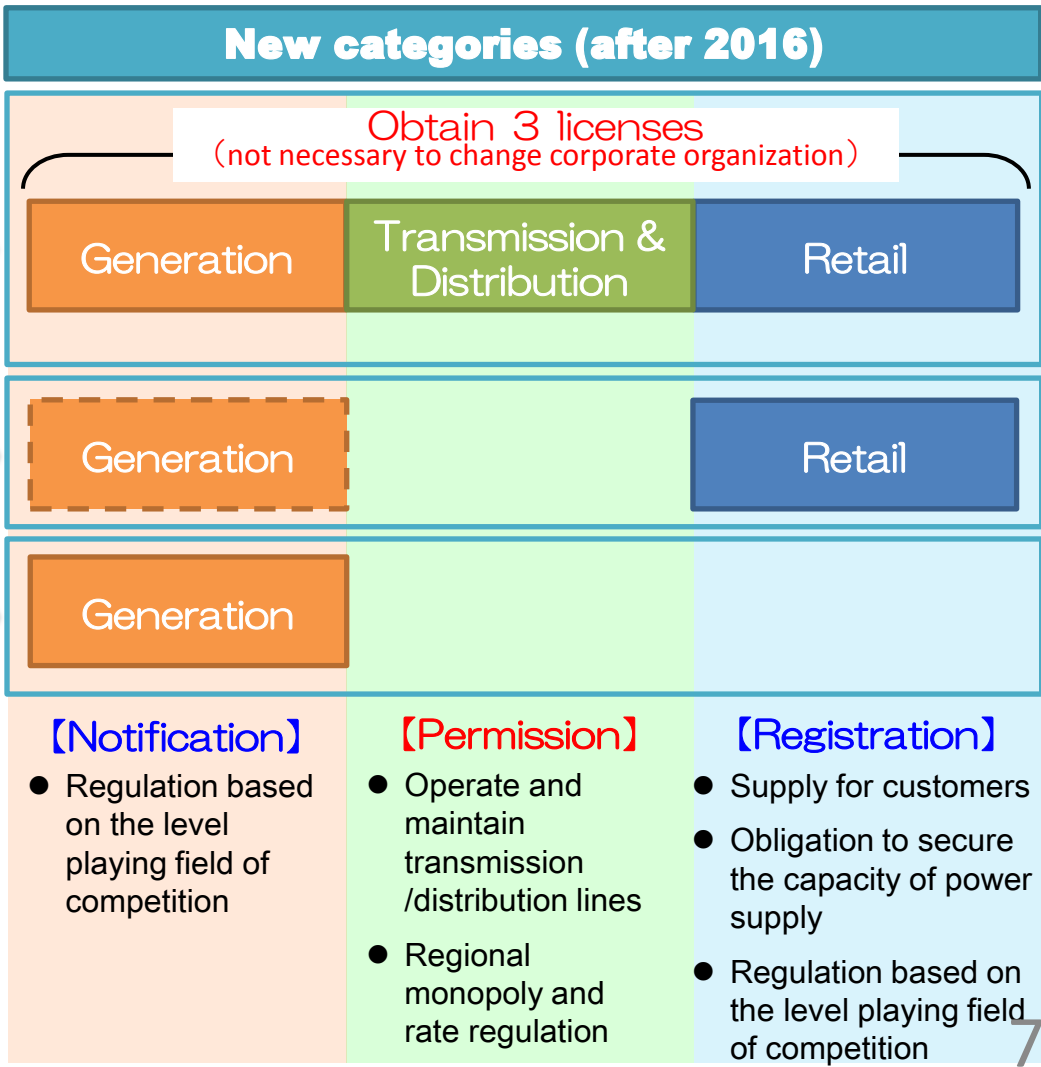 New categories (after 2016)
Obtain 3 licenses
(not necessary to change corporate organization)
Generation
Transmission &
Distribution
Retail
Generation
Retail
Generation
【Notification】
● Regulation based
on the level
playing field of
competition
【Permission】
● Operate and
maintain
transmission
/distribution lines
● Regional
monopoly and
rate regulation
【Registration】
● Supply for customers
● Obligation to secure
the capacity of power
supply
● Regulation based on
the level playing field
of competition
7